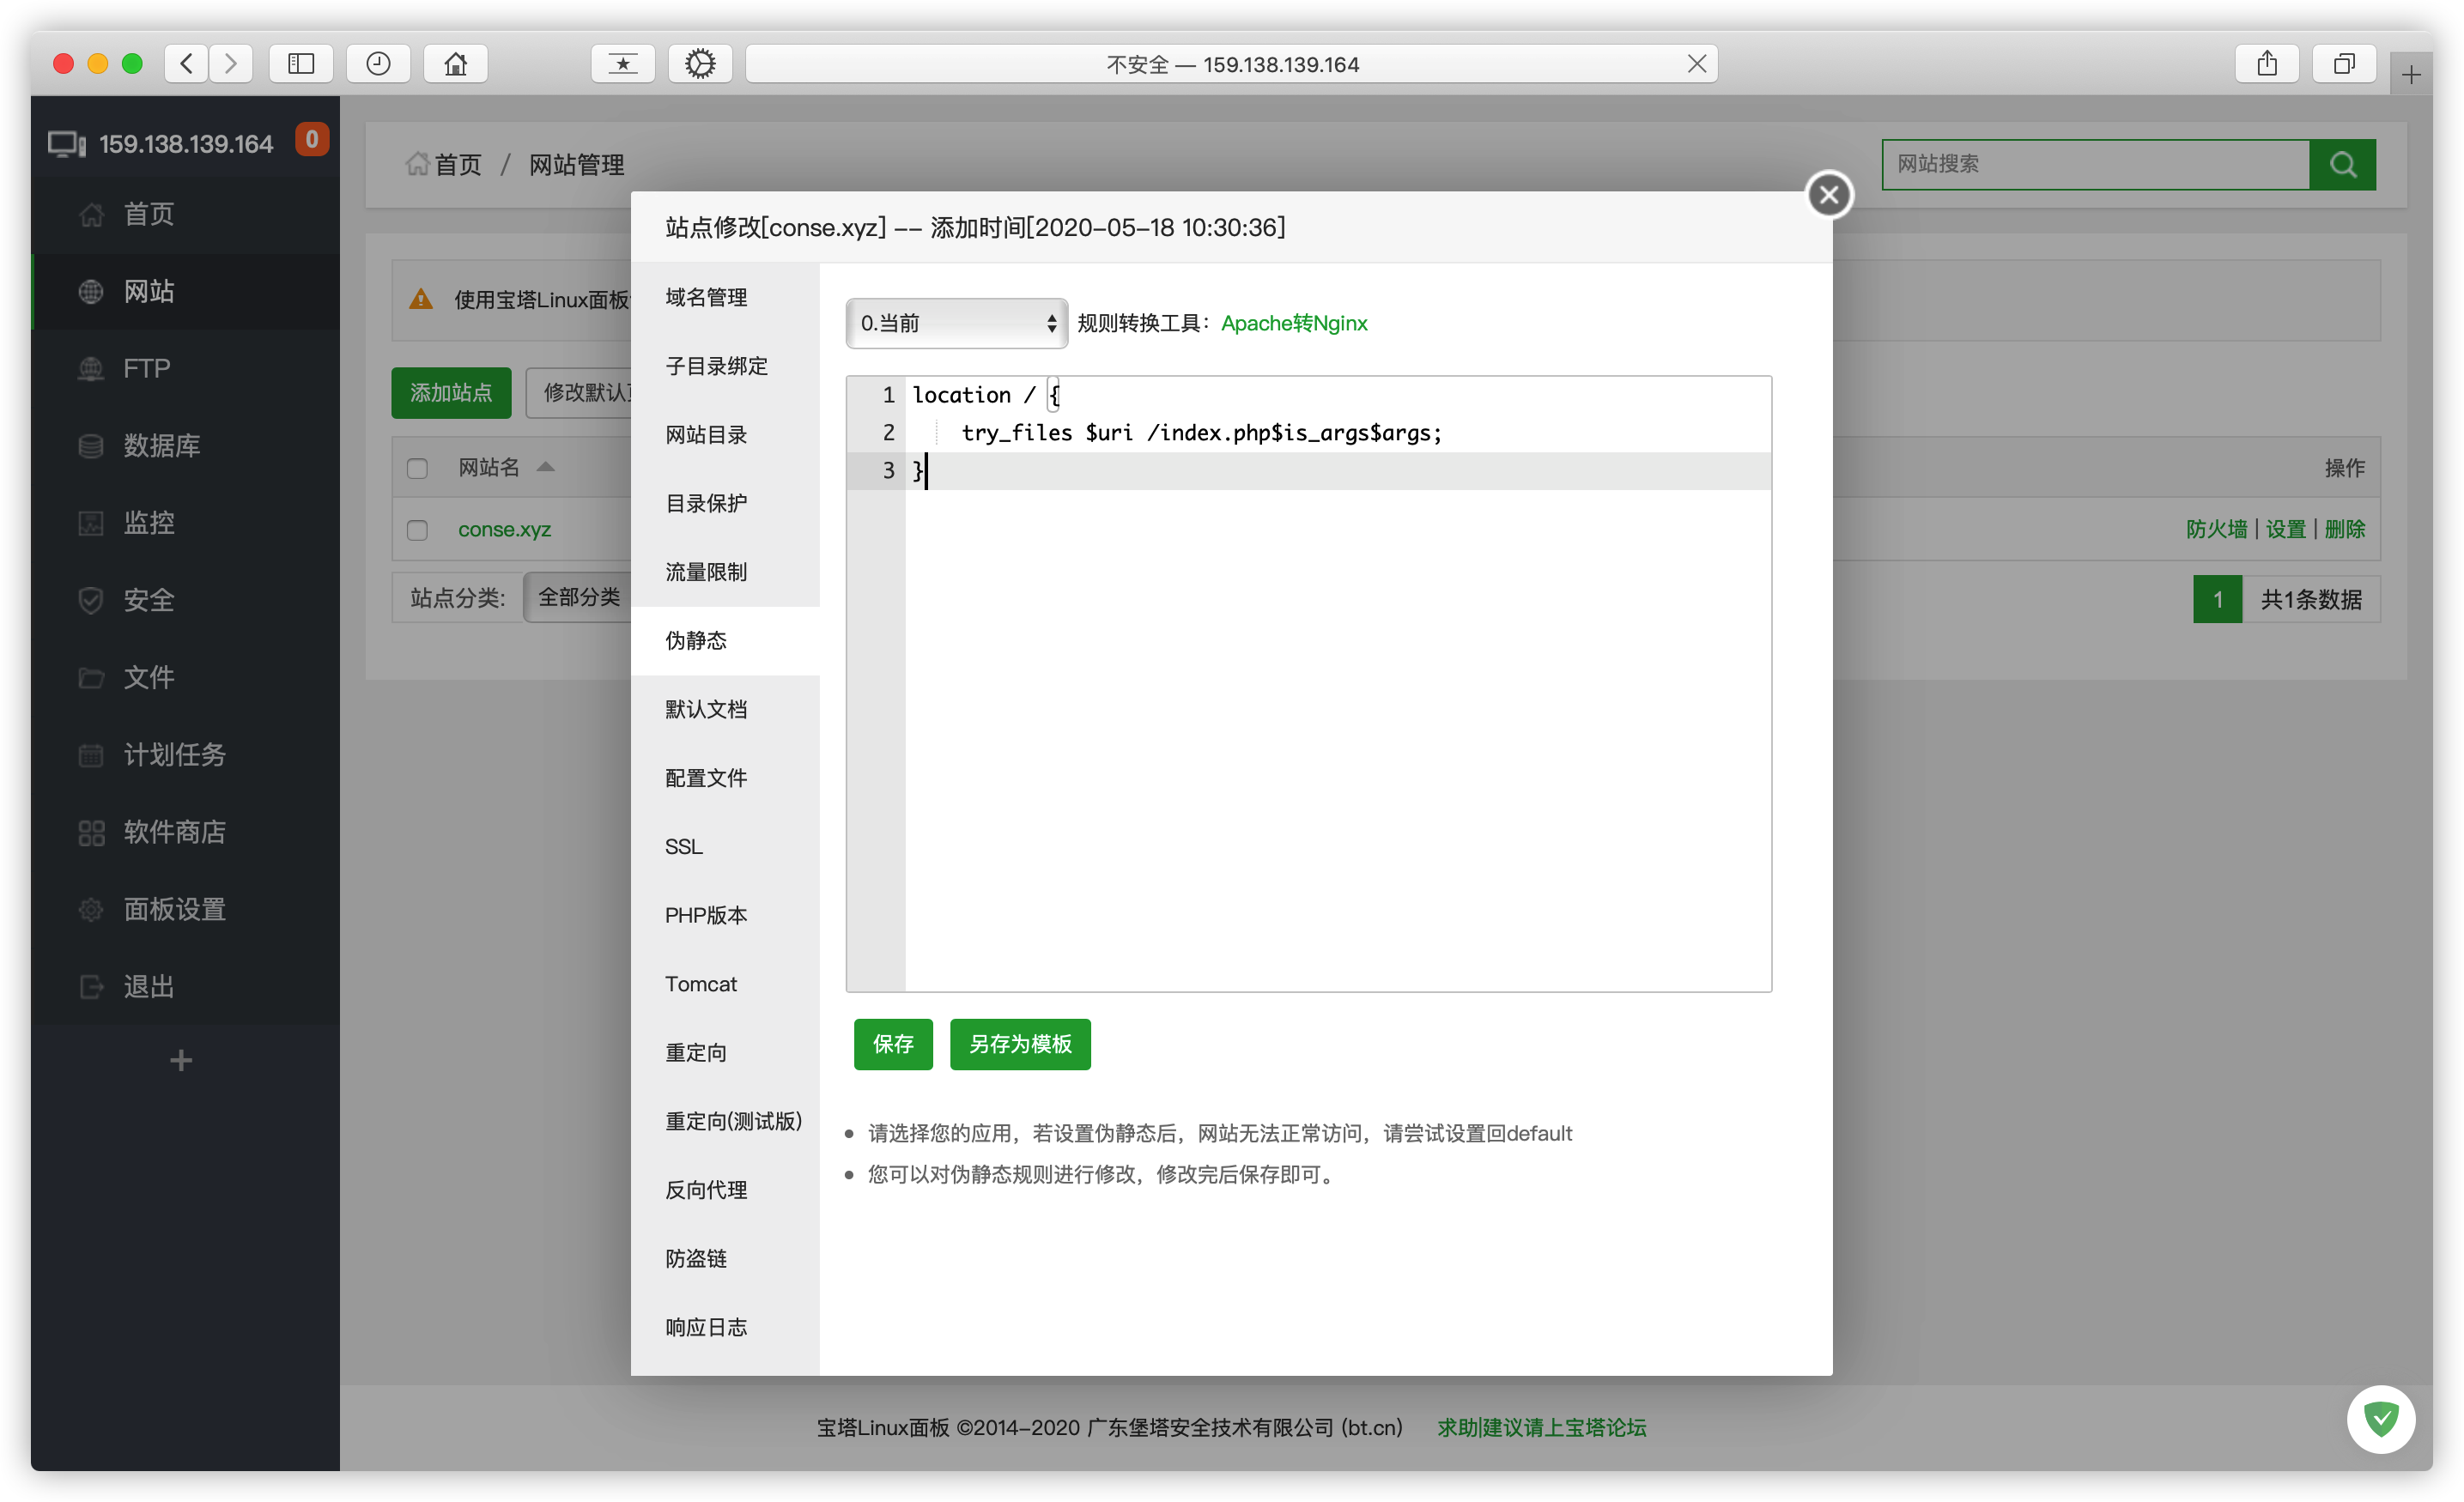 不安全 — 159.138.139.164
159.138.139.164 0
首页
网站
FTP
数据库
监控
安全
文件
计划任务
软件商店
面板设置
退出
首页 / 网站管理
网站搜索
使用宝塔Linux面板
添加站点
修改默认
网站名
操作
conse.xyz
防火墙 | 设置 | 删除
站点分类:
全部分类
1
共1条数据
站点修改[conse.xyz] -- 添加时间[2020-05-18 10:30:36]
域名管理
子目录绑定
网站目录
目录保护
流量限制
伪静态
默认文档
配置文件
SSL
PHP版本
Tomcat
重定向
重定向(测试版)
反向代理
防盗链
响应日志
0.当前
规则转换工具：Apache转Nginx
1 location / {
2 try_files $uri /index.php$is_args$args;
3 }
保存
另存为模板
请选择您的应用，若设置伪静态后，网站无法正常访问，请尝试设置回default
您可以对伪静态规则进行修改，修改完后保存即可。
宝塔Linux面板 ©2014-2020 广东堡塔安全技术有限公司 (bt.cn) 求助|建议请上宝塔论坛